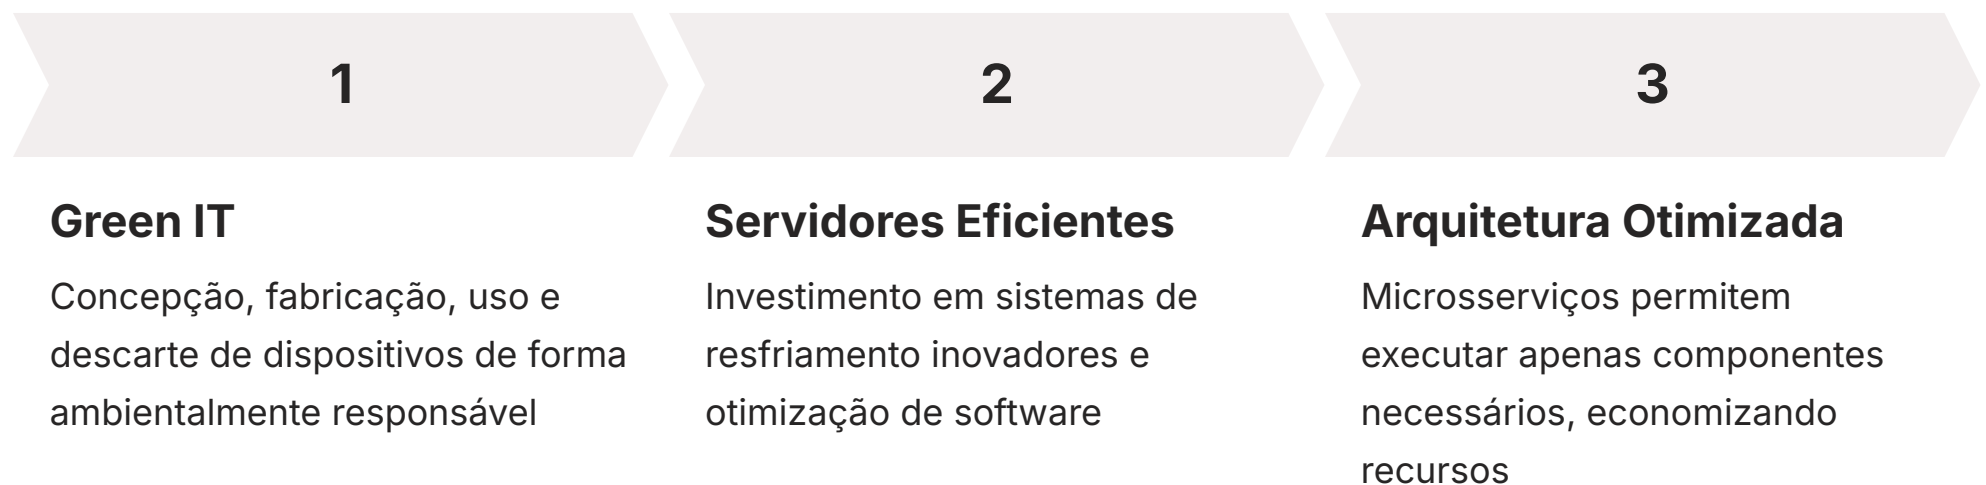 1
Green IT
Concepção, fabricação, uso e
descarte de dispositivos de forma
ambientalmente responsável
2
Servidores Eficientes
Investimento em sistemas de
resfriamento inovadores e
otimização de software
3
Arquitetura Otimizada
Microsserviços permitem
executar apenas componentes
necessários, economizando
recursos